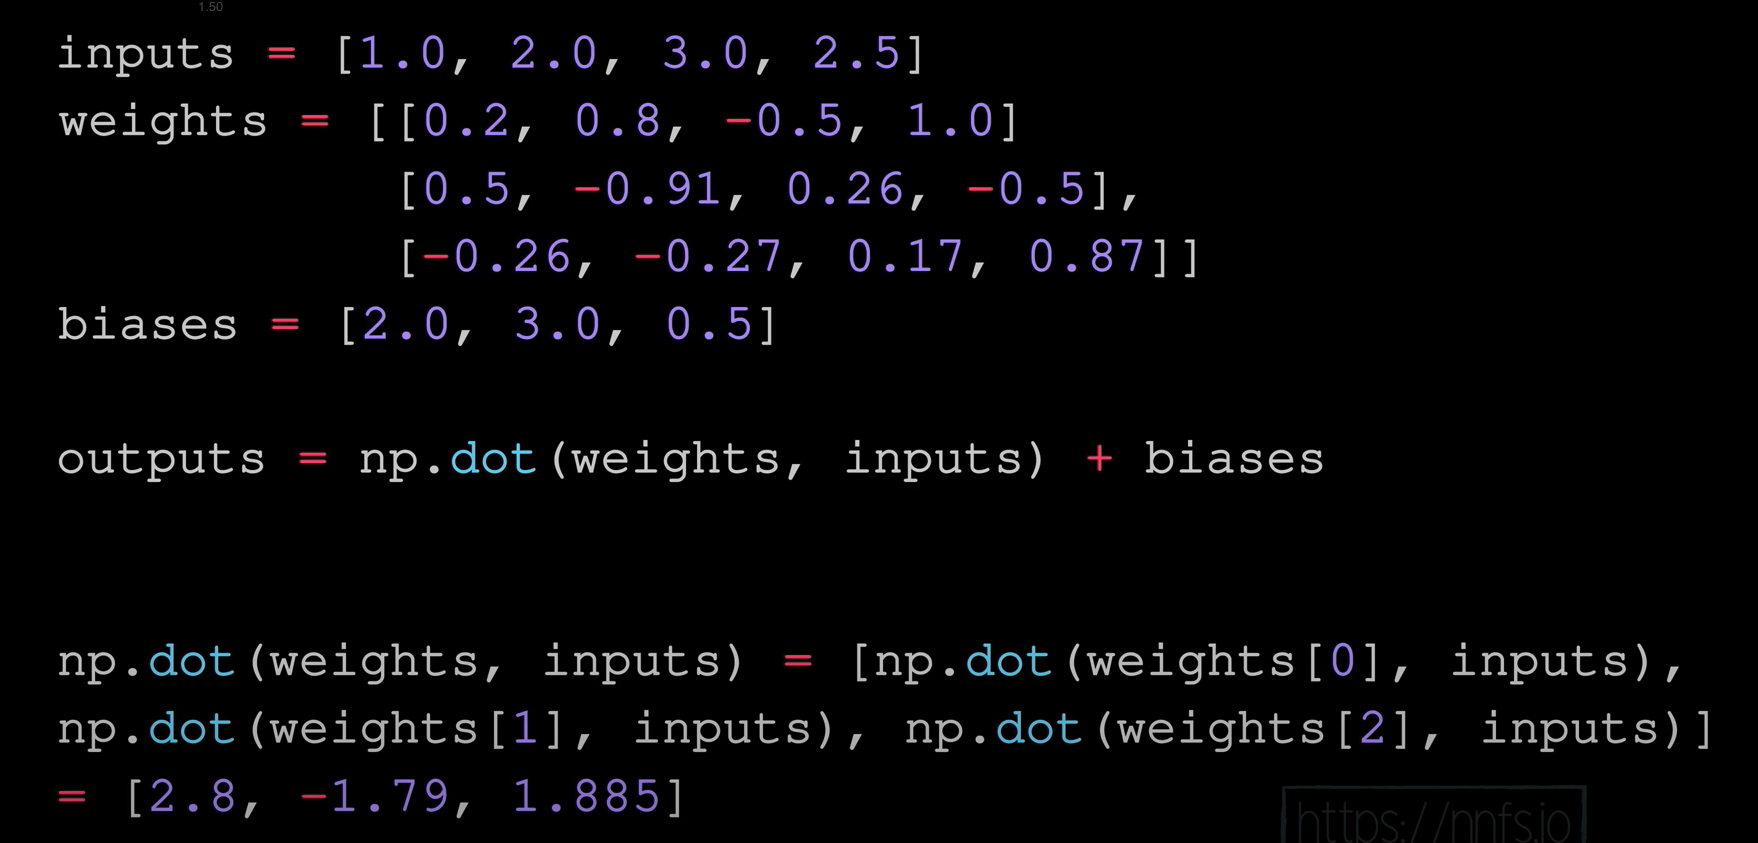 1.50
inputs = [1.0, 2.0, 3.0, 2.5]
weights = [[0.2, 0.8, -0.5, 1.0]
[0.5, -0.91, 0.26, -0.5],
[-0.26, -0.27, 0.17, 0.87]]
biases = [2.0, 3.0, 0.5]
outputs = np.dot(weights, inputs) + biases
np.dot(weights, inputs) = [np.dot(weights[0], inputs),
np.dot(weights[1], inputs), np.dot(weights[2], inputs)]
= [2.8, -1.79, 1.885]
https://nnfs.io